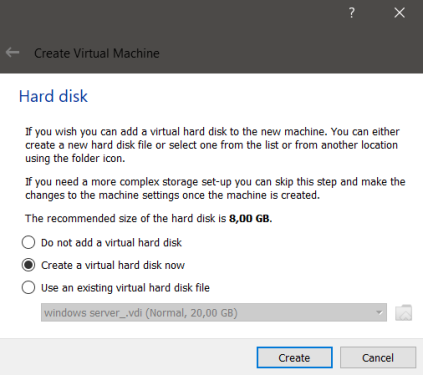 ?
Create Virtual Machine
Hard disk
If you wish you can add a virtual hard disk to the new machine. You can either
create a new hard disk file or select one from the list or from another location
using the folder icon.
If you need a more complex storage set-up you can skip this step and make the
changes to the machine settings once the machine is created.
The recommended size of the hard disk is 8,00 GB.
Do not add a virtual hard disk
Create a virtual hard disk now
Use an existing virtual hard disk file
windows server_.vdi (Normal, 20,00 GB)
Create
Cancel